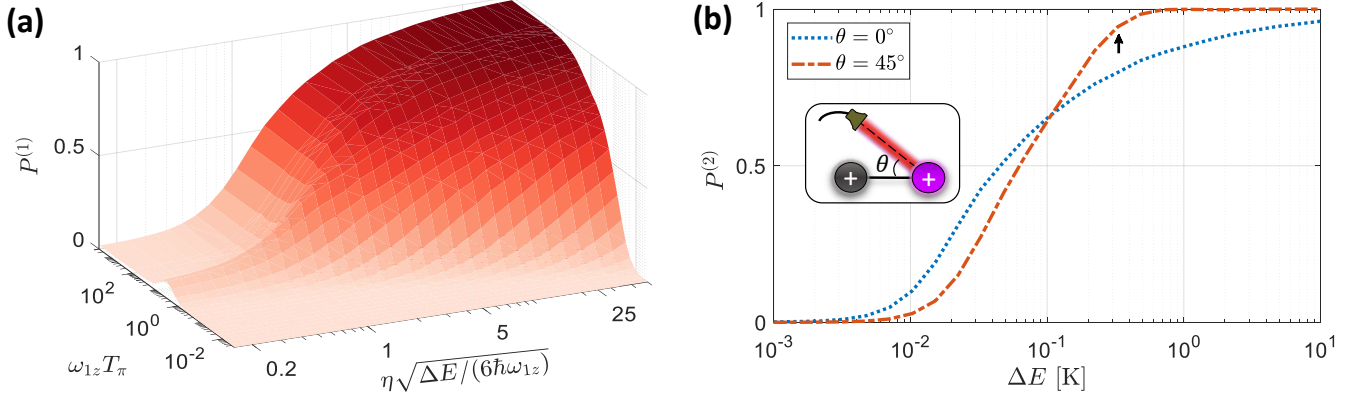 (a)
1
0.5
0
P^{(1)}
10^2
10^0
10^{-2}
ω_{1z}T_π
0.2
1
5
25
η√(ΔE/(6ℏω_{1z}))
(b)
1
0.5
0
P^{(2)}
θ = 0°
θ = 45°
θ
+ +
10^{-3} 10^{-2} 10^{-1} 10^0 10^1
ΔE [K]